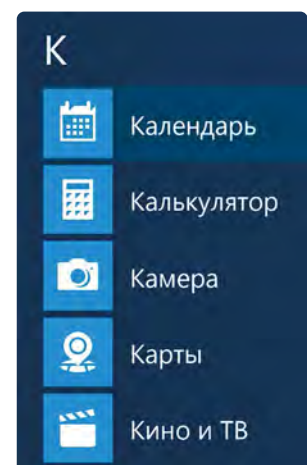 К
Календарь
Калькулятор
Камера
Карты
Кино и ТВ